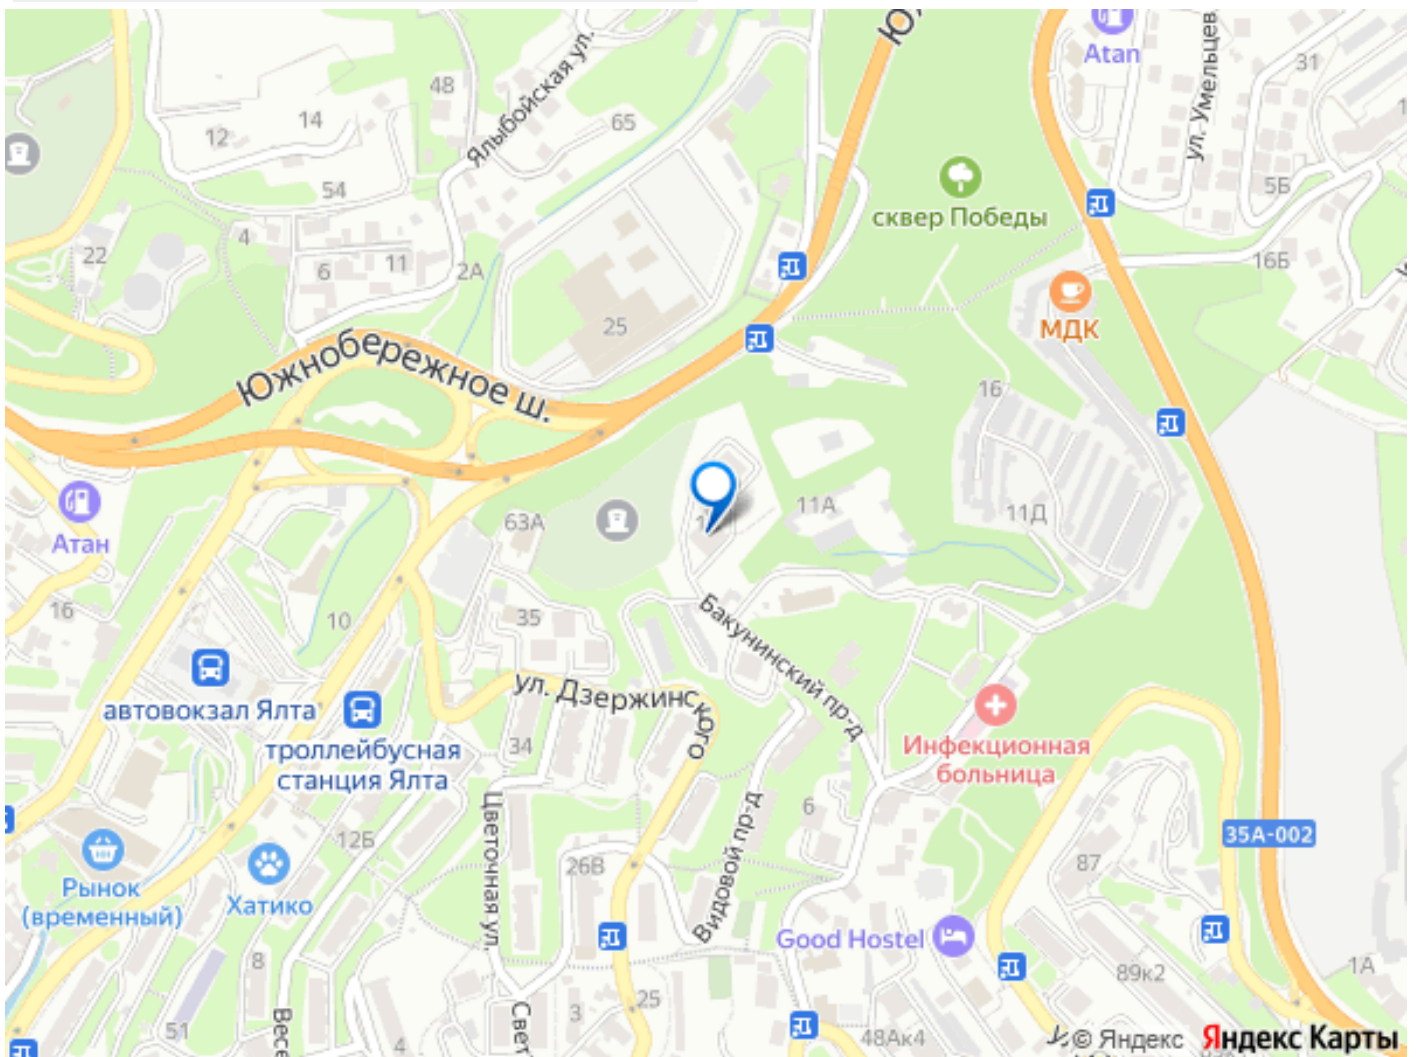 Ю
Atan
31
ул. Умельцев
48
Ялыбойская ул.
65
12
14
54
сквер Победы
5Б
4
22
6
11
2А
16Б
МДК
25
Южнобережное ш.
16
63А
11А
11Д
Атан
16
10
35
Бакунинский пр-д
автовокзал Ялта
ул. Дзержинского
троллейбусная
станция Ялта
34
Инфекционная
больница
Цветочная ул.
Видовой пр-д
6
35А-002
12Б
26В
87
Рынок
(временный)
Хатико
Good Hostel
8
89к2
1А
Весе
Свет
3
25
51
4
48Ак4
© Яндекс
Яндекс Карты